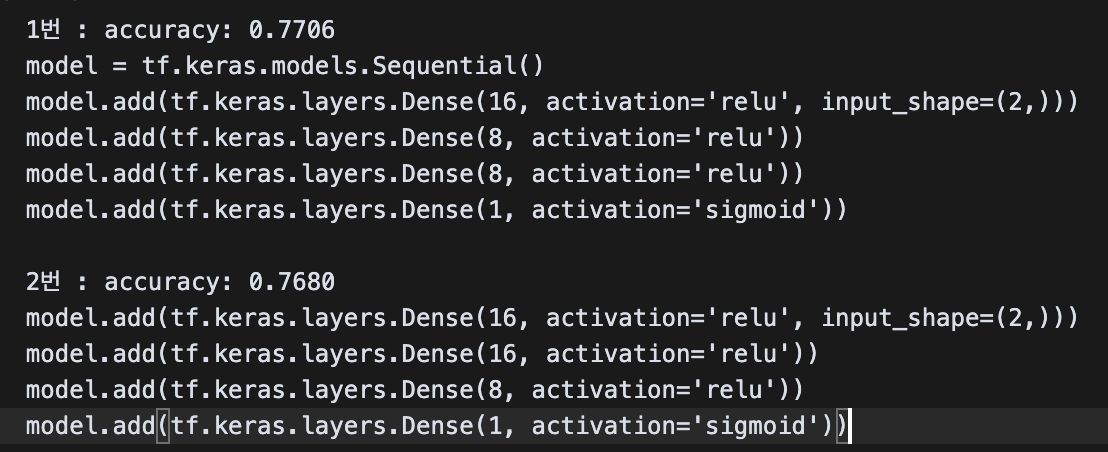 1번 : accuracy: 0.7706
model = tf.keras.models.Sequential()
model.add(tf.keras.layers.Dense(16, activation='relu', input_shape=(2,)))
model.add(tf.keras.layers.Dense(8, activation='relu'))
model.add(tf.keras.layers.Dense(8, activation='relu'))
model.add(tf.keras.layers.Dense(1, activation='sigmoid'))

2번 : accuracy: 0.7680
model.add(tf.keras.layers.Dense(16, activation='relu', input_shape=(2,)))
model.add(tf.keras.layers.Dense(16, activation='relu'))
model.add(tf.keras.layers.Dense(8, activation='relu'))
model.add(tf.keras.layers.Dense(1, activation='sigmoid'))